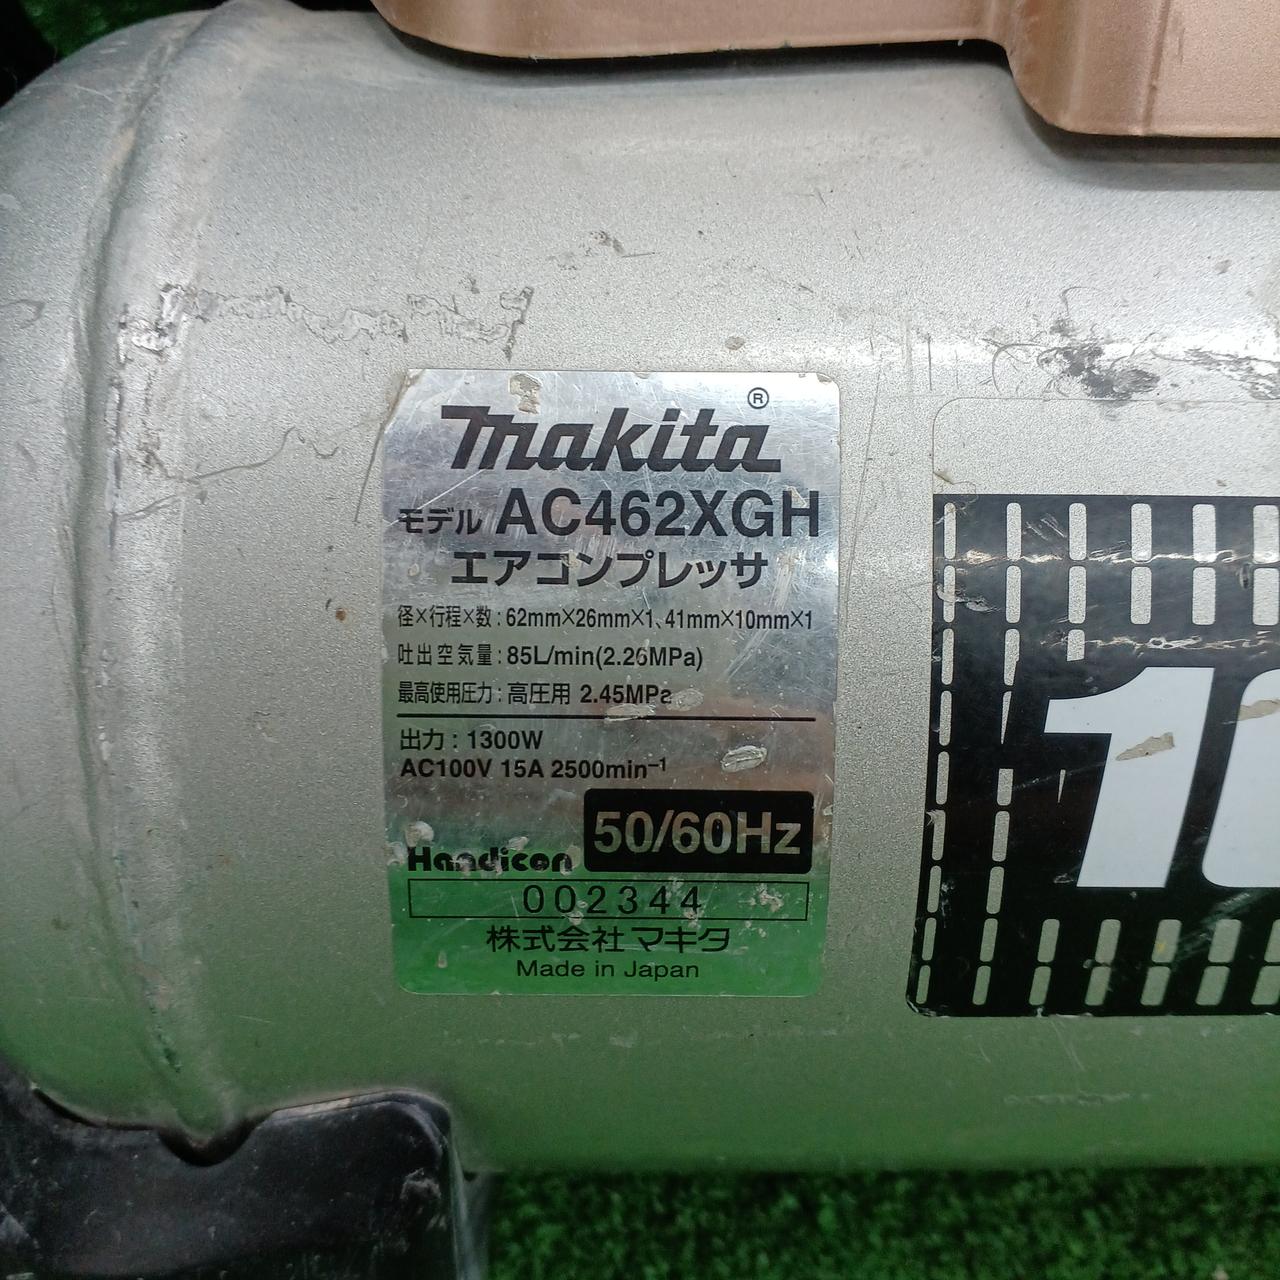 makita®
モデル AC462XGH
エアコンプレッサ
径×行程×数：62mm×26mm×1、41mm×10mm×1
吐出空気量：85L/min(2.26MPa)
最高使用圧力：高圧用 2.45MPa
出力：1300W
AC100V 15A 2500min⁻¹
50/60Hz
Handicon
002344
株式会社マキタ
Made in Japan